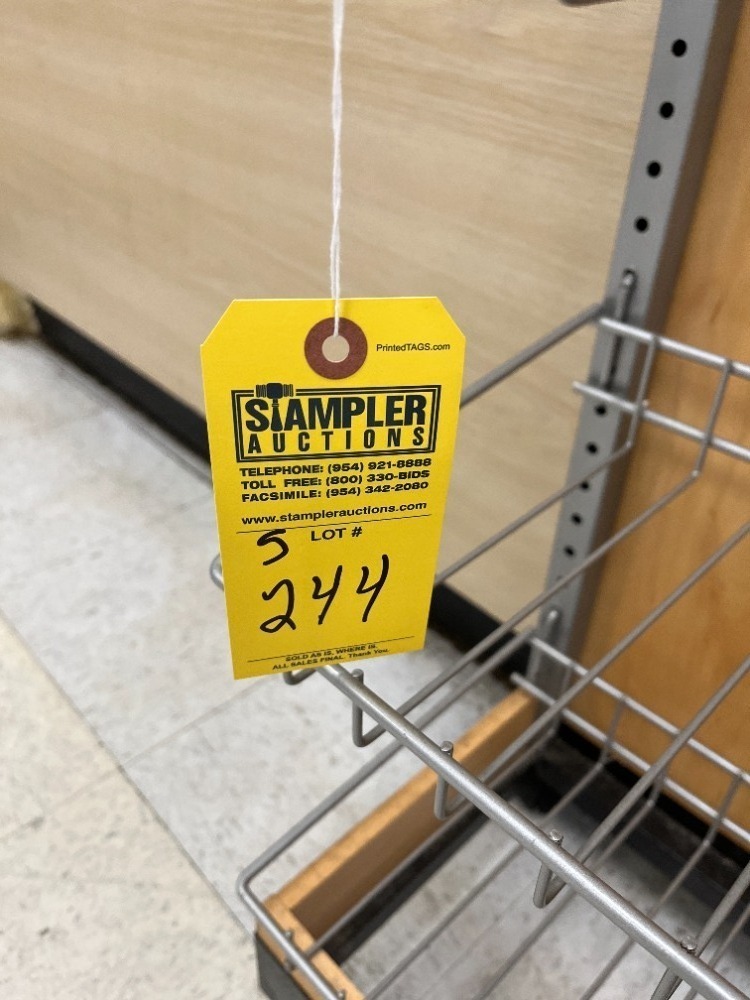 PrintedTAGS.com
STAMPLER
AUCTIONS
TELEPHONE: (954) 921-8888
TOLL FREE: (800) 330-BIDS
FACSIMILE: (954) 342-2080
www.stamplerauctions.com
LOT #
5
244
SOLD AS IS, WHERE IS.
ALL SALES FINAL. Thank You.